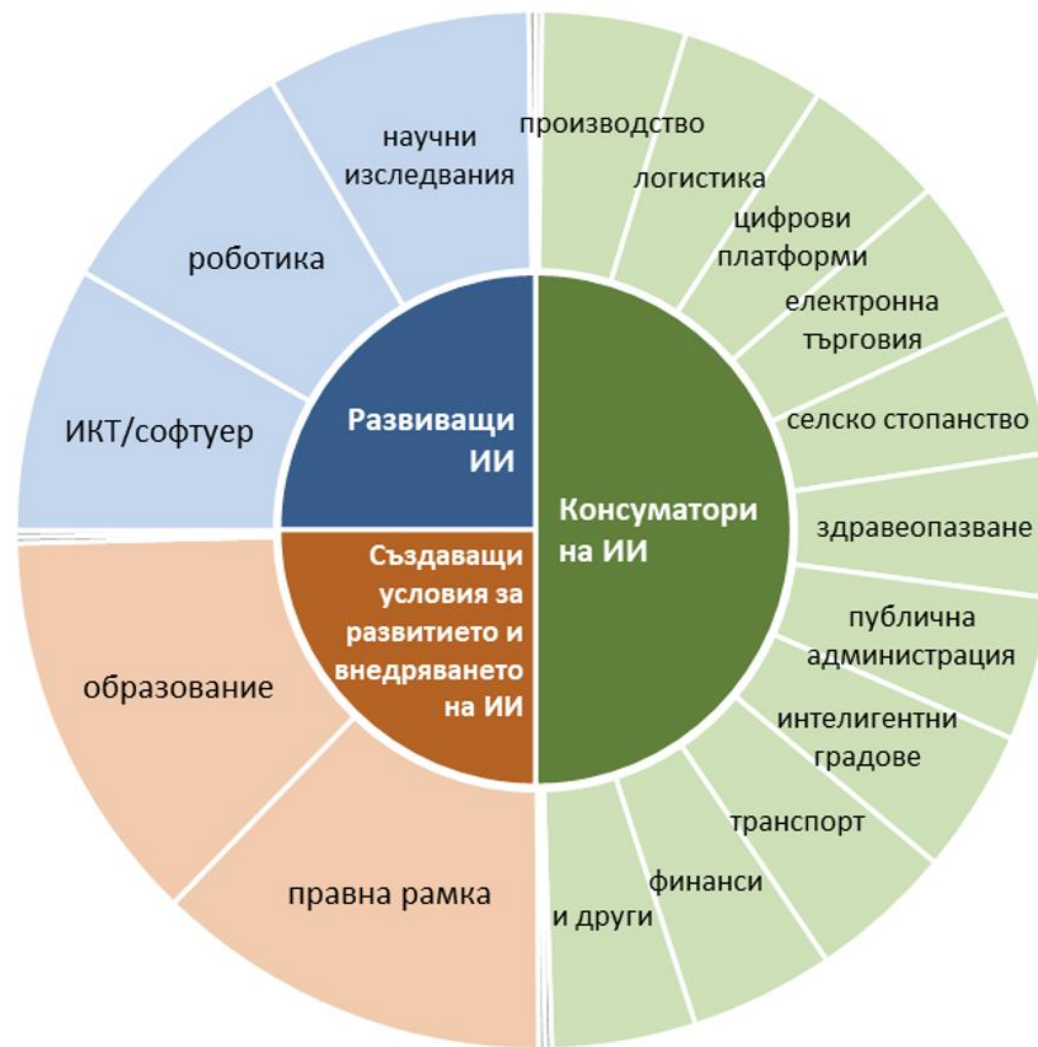 научни
изследвания
роботика
ИКТ/софтуер
производство
логистика
цифрови
платформи
електронна
търговия
селско стопанство
здравеопазване
публична
администрация
интелигентни
градове
транспорт
финанси
и други
Развиващи
ИИ
Консуматори
на ИИ
Създаващи
условия за
развитието и
внедряването
на ИИ
образование
правна рамка